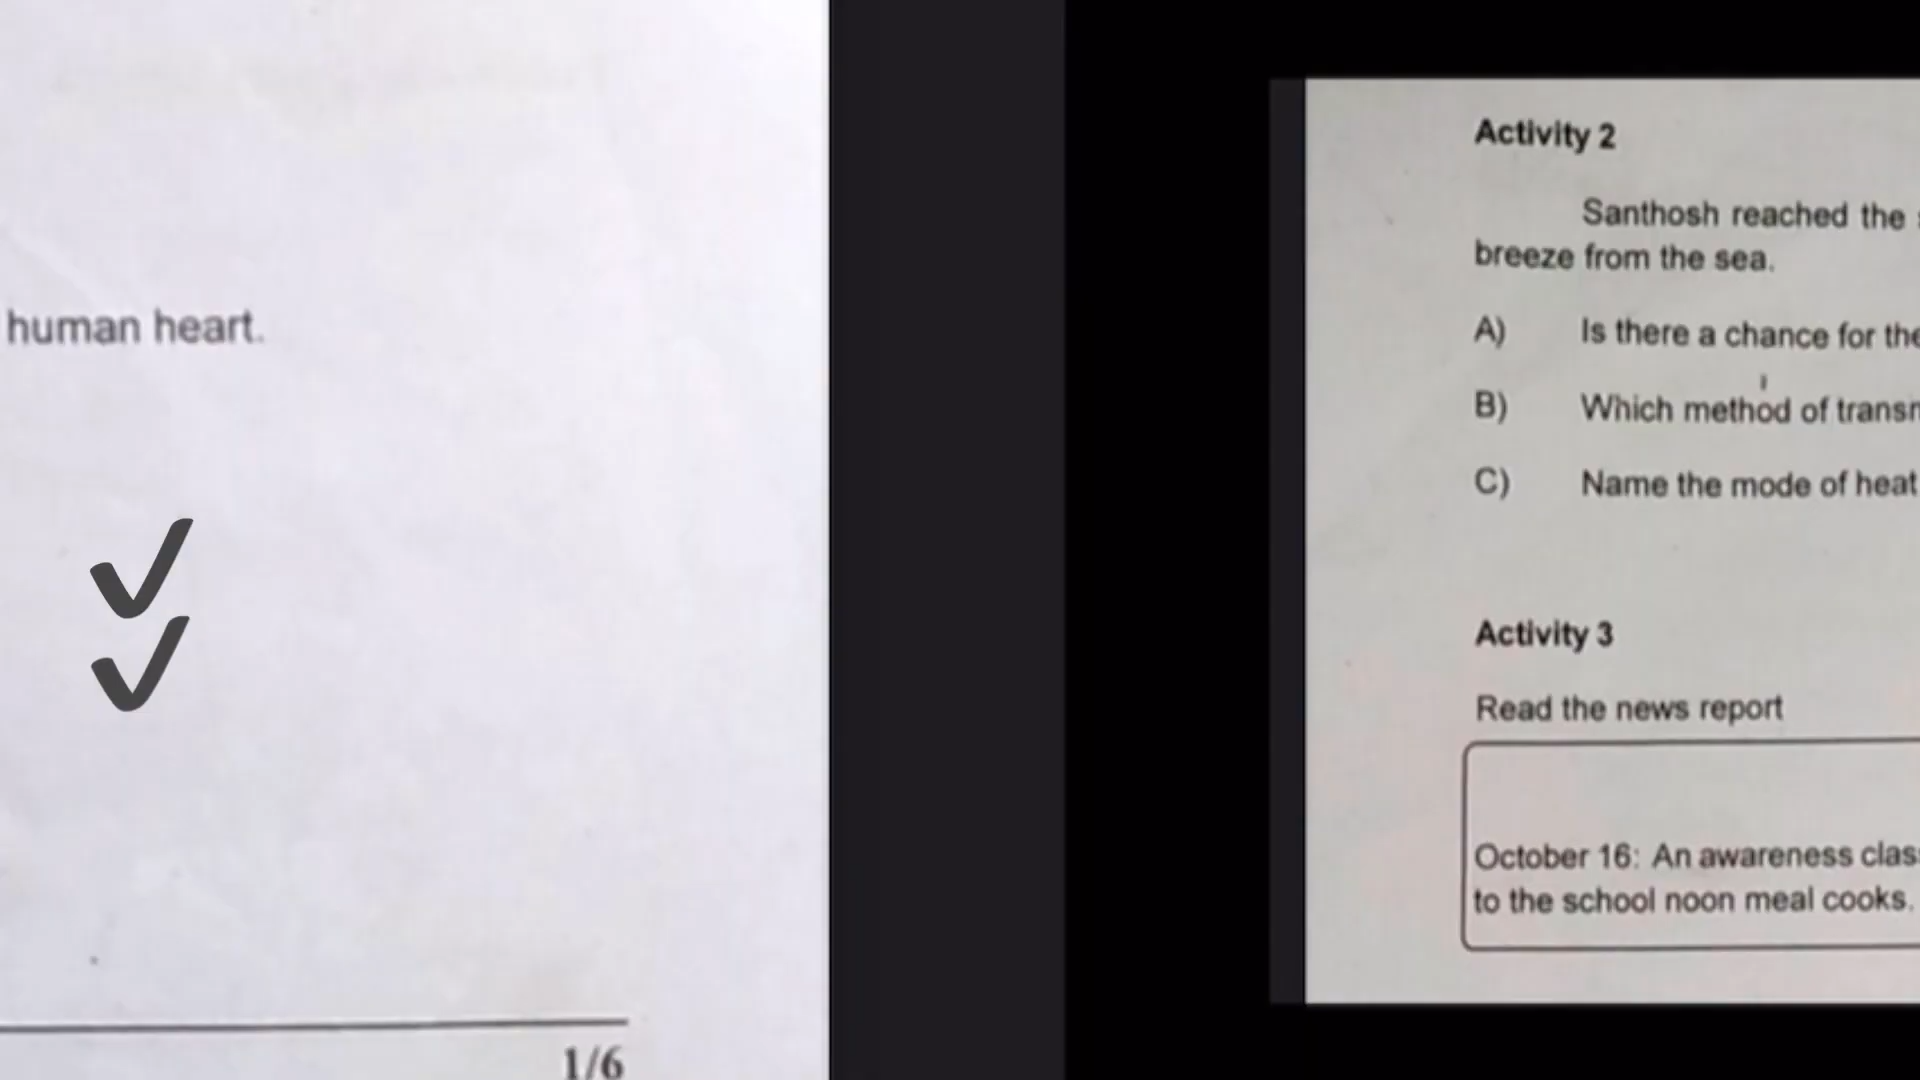 human heart.
1/6
Activity 2
Santhosh reached the
breeze from the sea.
A) Is there a chance for the
B) Which method of
C) Name the mode of heat
Activity 3
Read the news report
October 16: An awareness
to the school noon meal cooks.